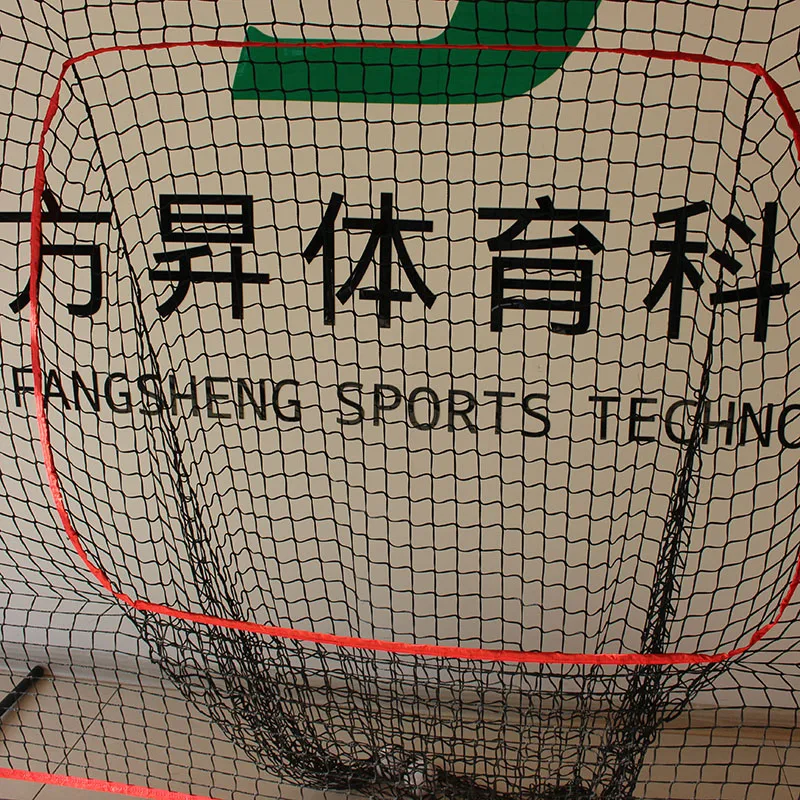 方昇体育科
FANGSHENG SPORTS TECHNO